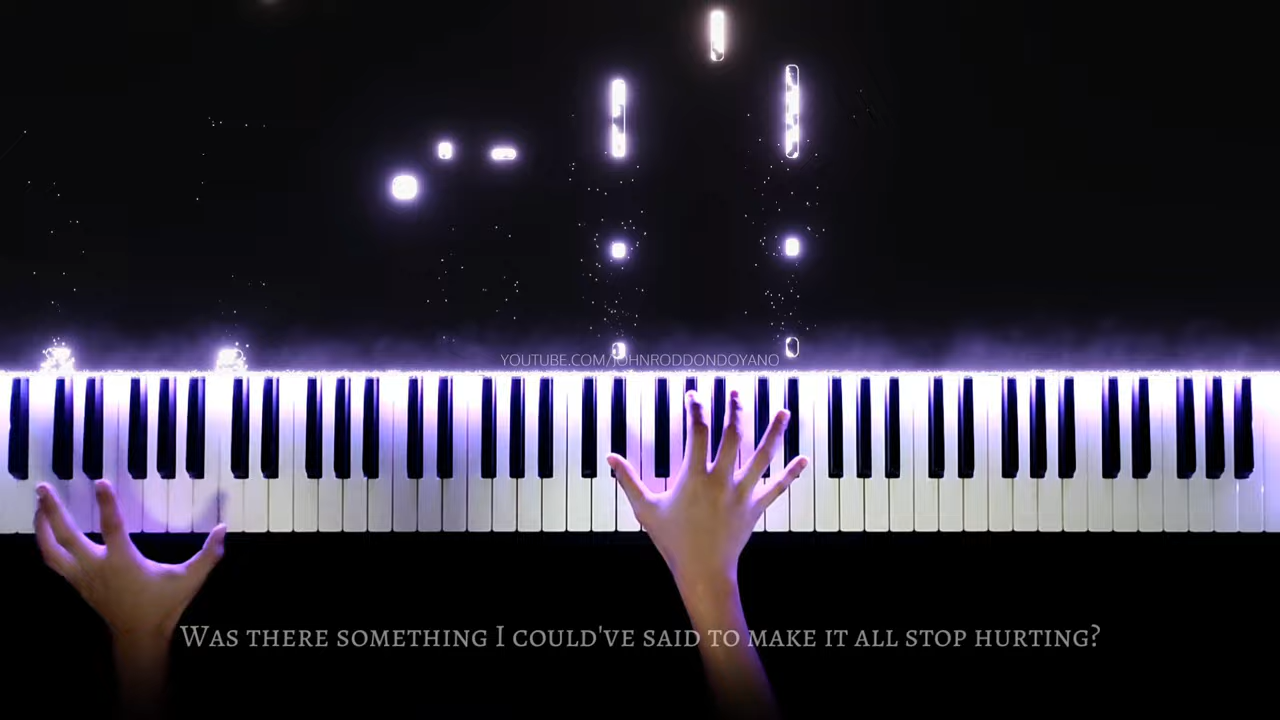 YOUTUBE.COM/JOHNRODDONDOYANO
Was there something I could've said to make it all stop hurting?